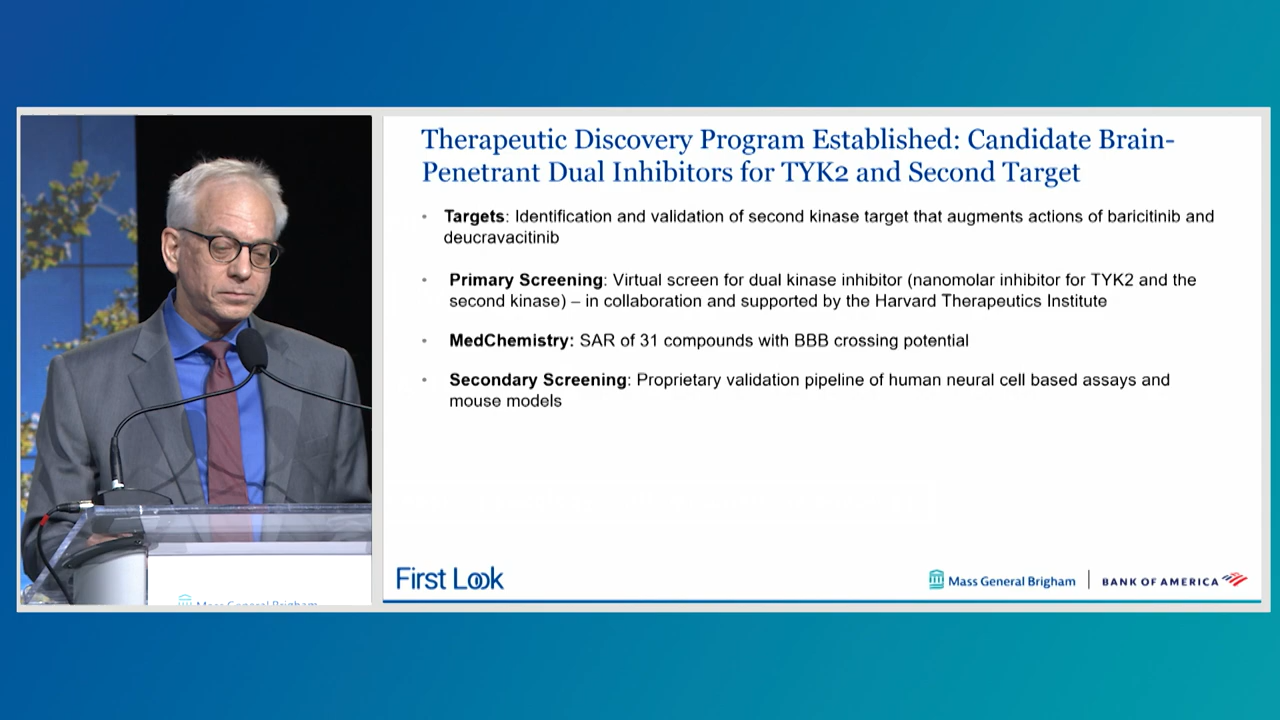 Therapeutic Discovery Program Established: Candidate Brain-
Penetrant Dual Inhibitors for TYK2 and Second Target
• Targets: Identification and validation of second kinase target that augments actions of baricitinib and
deucravacitinib
• Primary Screening: Virtual screen for dual kinase inhibitor (nanomolar inhibitor for TYK2 and the
second kinase) – in collaboration and supported by the Harvard Therapeutics Institute
• MedChemistry: SAR of 31 compounds with BBB crossing potential
• Secondary Screening: Proprietary validation pipeline of human neural cell based assays and
mouse models
First Look
Mass General Brigham
BANK OF AMERICA
Mass General Brigham